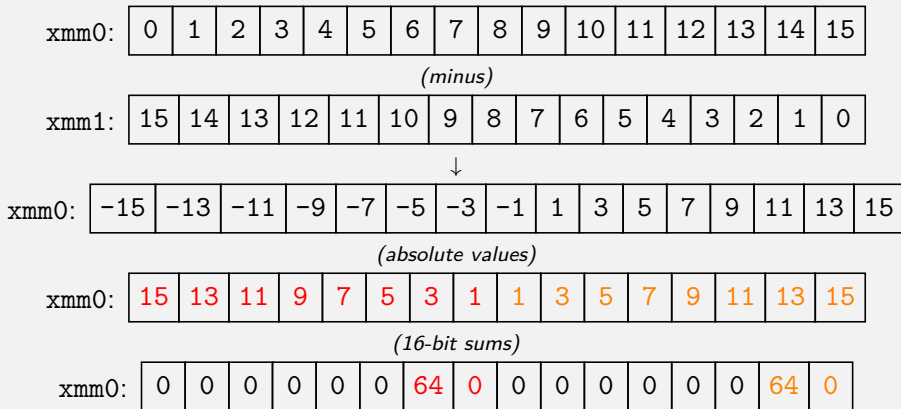 xmm0: 0 1 2 3 4 5 6 7 8 9 10 11 12 13 14 15
(minus)
xmm1: 15 14 13 12 11 10 9 8 7 6 5 4 3 2 1 0
↓
xmm0: -15 -13 -11 -9 -7 -5 -3 -1 1 3 5 7 9 11 13 15
(absolute values)
xmm0: 15 13 11 9 7 5 3 1 1 3 5 7 9 11 13 15
(16-bit sums)
xmm0: 0 0 0 0 0 0 64 0 0 0 0 0 0 0 64 0